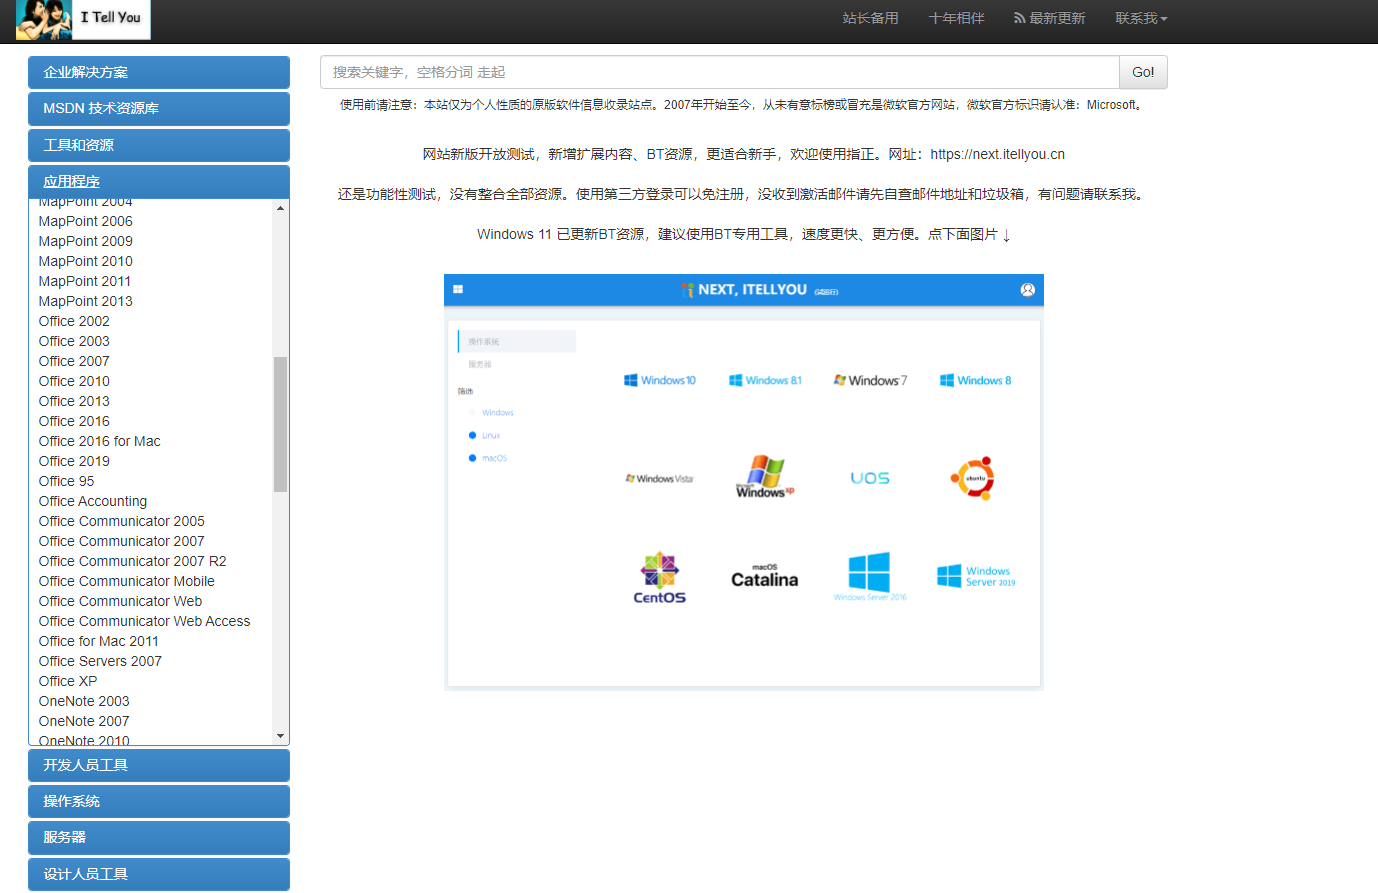 I Tell You
站长备用
十年相伴
最新更新
联系我
企业解决方案
MSDN 技术资源库
工具和资源
应用程序
MapPoint 2004
MapPoint 2006
MapPoint 2009
MapPoint 2010
MapPoint 2011
MapPoint 2013
Office 2002
Office 2003
Office 2007
Office 2010
Office 2013
Office 2016
Office 2016 for Mac
Office 2019
Office 95
Office Accounting
Office Communicator 2005
Office Communicator 2007
Office Communicator 2007 R2
Office Communicator Mobile
Office Communicator Web
Office Communicator Web Access
Office for Mac 2011
Office Servers 2007
Office XP
OneNote 2003
OneNote 2007
OneNote 2010
开发人员工具
操作系统
服务器
设计人员工具
搜索关键字，空格分词 走起
Go!
使用前请注意：本站仅为个人性质的原版软件信息收录站点。2007年开始至今，从未有意标榜或冒充是微软官方网站，微软官方标识请认准：Microsoft。
网站新版开放测试，新增扩展内容、BT资源，更适合新手，欢迎使用指正。网址：https://next.itellyou.cn
还是功能性测试，没有整合全部资源。使用第三方登录可以免注册，没收到激活邮件请先自查邮件地址和垃圾箱，有问题请联系我。
Windows 11 已更新BT资源，建议使用BT专用工具，速度更快、更方便。点下面图片 ↓
NEXT, ITELLYOU
操作系统
服务器
筛选
Windows
Linux
macOS
Windows 10
Windows 8.1
Windows 7
Windows 8
Windows Vista
Microsoft
Windows xp
UOS
ubuntu
CentOS
macOS
Catalina
Windows Server 2016
Windows
Server 2019